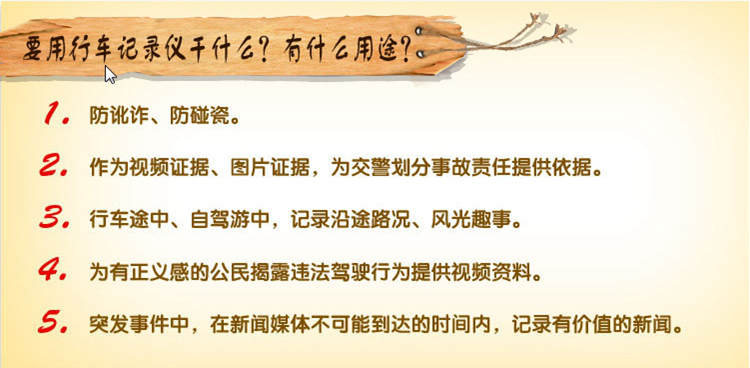 要用行车记录仪干什么？有什么用途？
1. 防讹诈、防碰瓷。
2. 作为视频证据、图片证据，为交警划分事故责任提供依据。
3. 行车途中、自驾游中，记录沿途路况、风光趣事。
4. 为有正义感的公民揭露违法驾驶行为提供视频资料。
5. 突发事件中，在新闻媒体不可能到达的时间内，记录有价值的新闻。